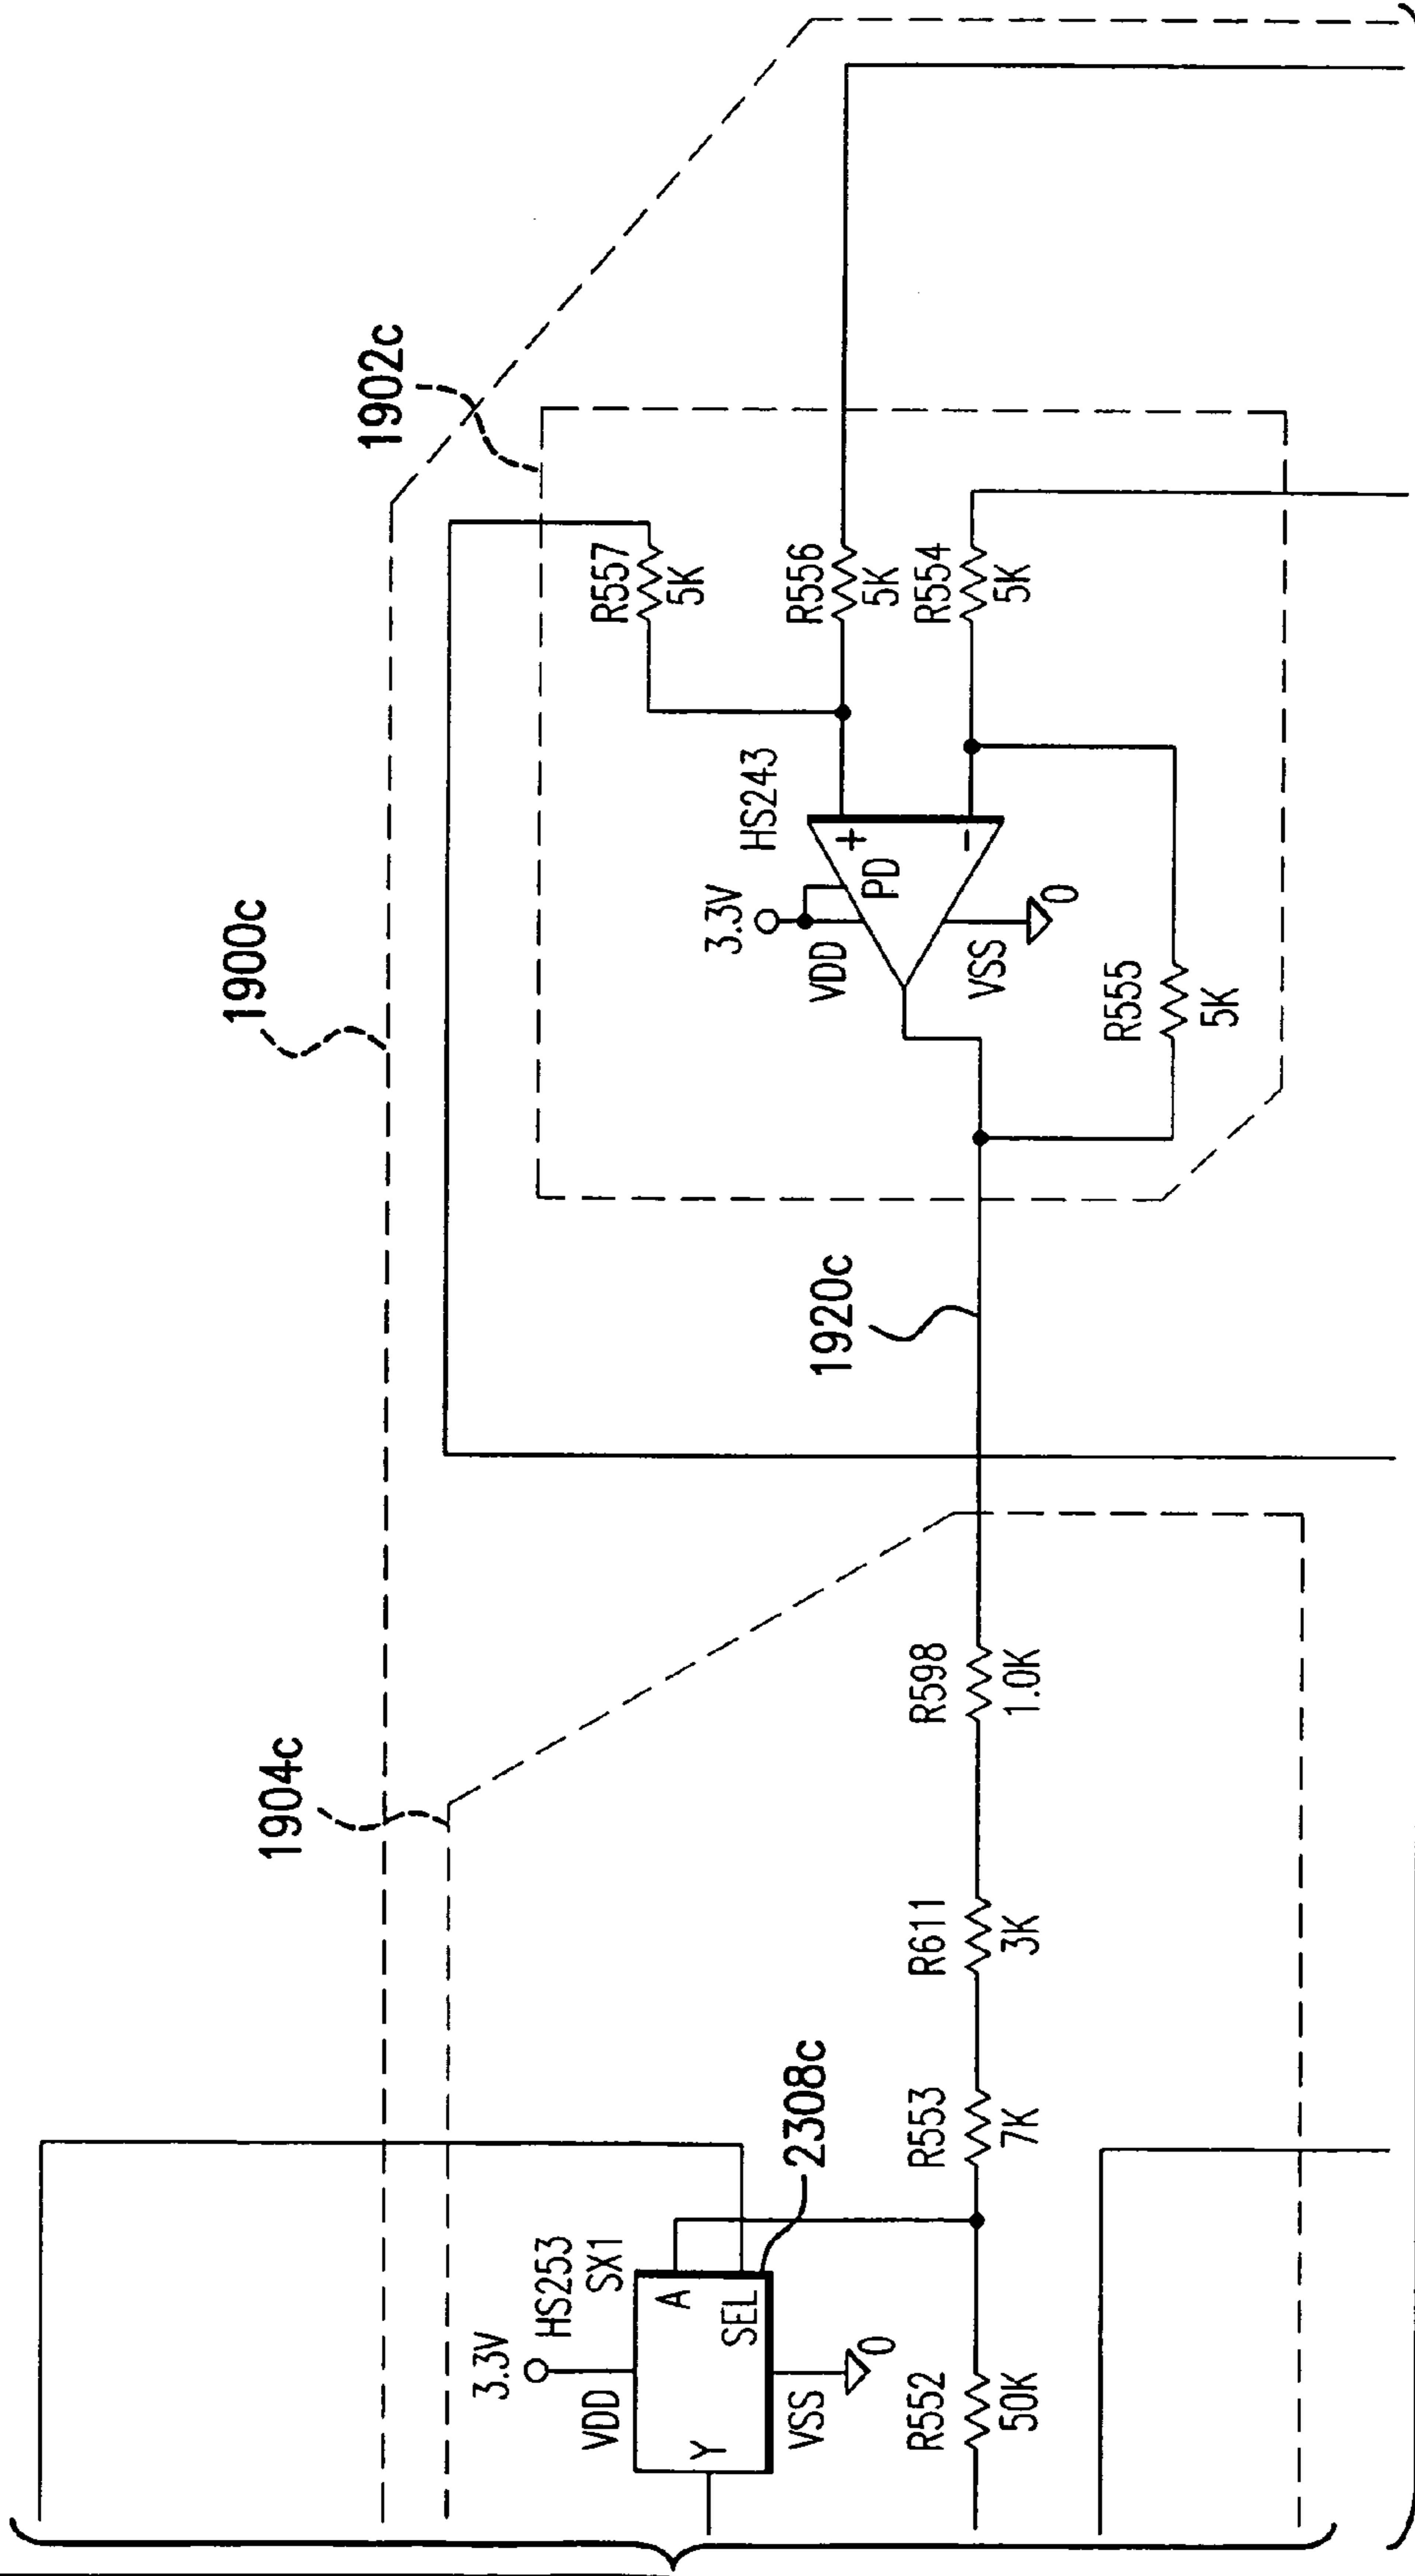 1900c
1902c
1904c
1920c
2308c
R557
5K
R556
5K
R554
5K
HS243
3.3V
VDD
+
PD
-
VSS
0
R555
5K
R598
1.0K
R611
3K
R553
7K
3.3V
HS253
SX1
VDD
A
SEL
Y
VSS
0
R552
50K